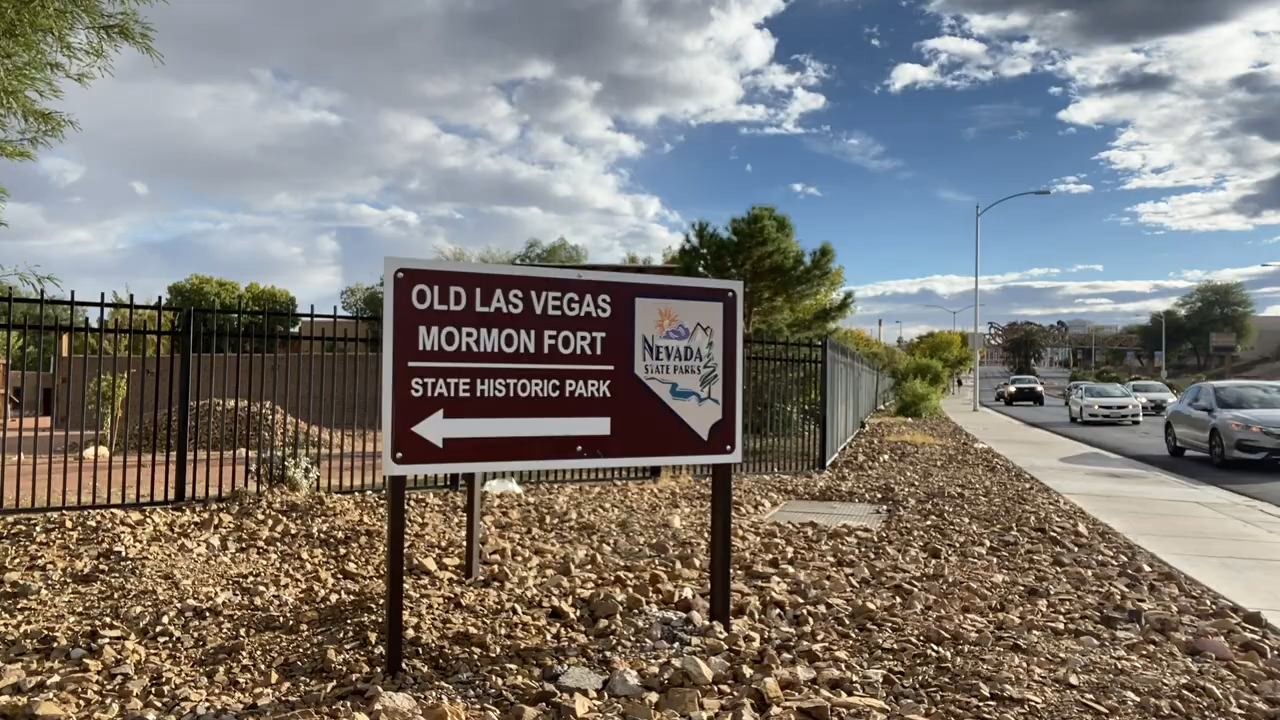 OLD LAS VEGAS
MORMON FORT
STATE HISTORIC PARK
NEVADA
STATE PARKS